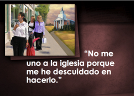 "No me
uno a la iglesia porque
me he descuidado en
hacerlo."